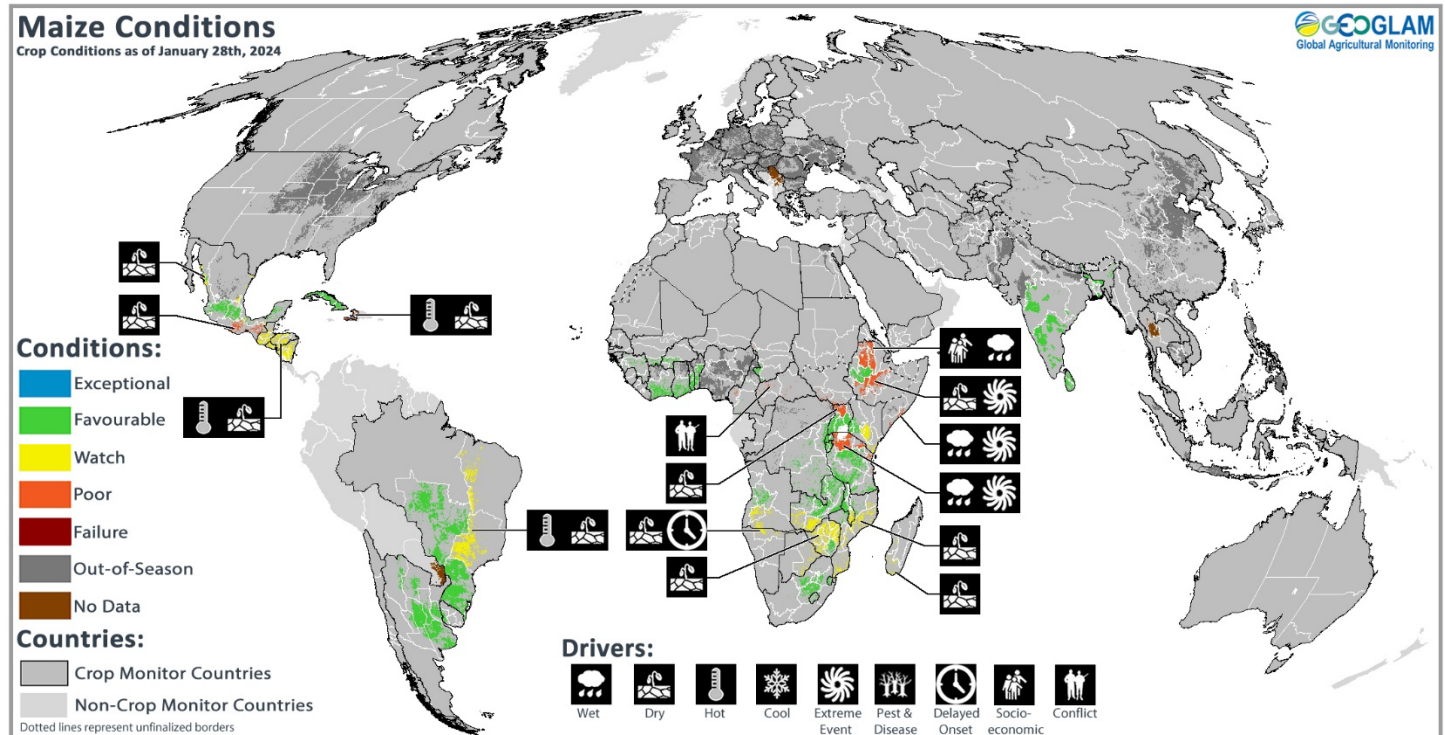 Maize Conditions
Crop Conditions as of January 28th, 2024
GEOGLAM
Global Agricultural Monitoring
Conditions:
Exceptional
Favourable
Watch
Poor
Failure
Out-of-Season
No Data
Countries:
Crop Monitor Countries
Non-Crop Monitor Countries
Dotted lines represent unfinalized borders
Drivers:
Wet
Dry
Hot
Cool
Extreme
Event
Pest &
Disease
Delayed
Onset
Socio-
economic
Conflict